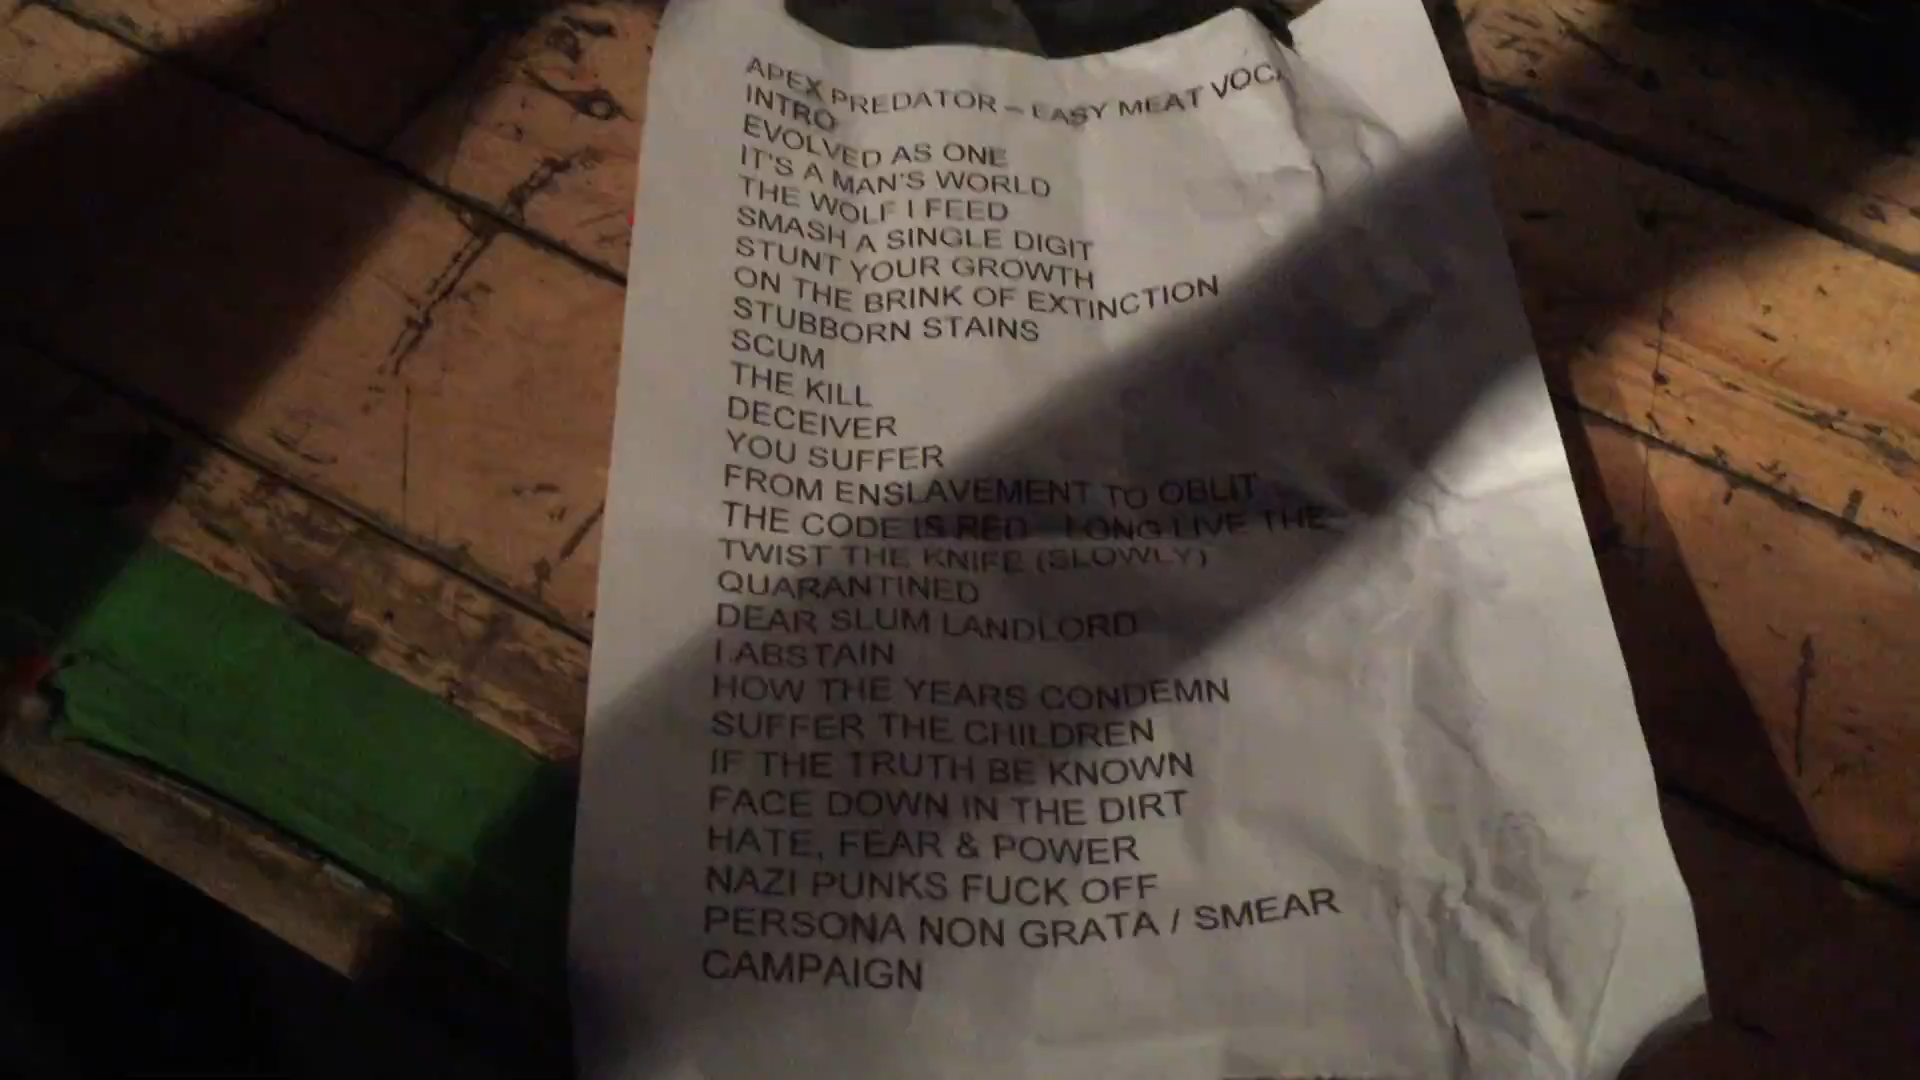 APEX PREDATOR – EASY MEAT
INTRO
EVOLVED AS ONE
IT'S A MAN'S WORLD
THE WOLF I FEED
SMASH A SINGLE DIGIT
STUNT YOUR GROWTH
ON THE BRINK OF EXTINCTION
STUBBORN STAINS
SCUM
THE KILL
DECEIVER
YOU SUFFER
FROM ENSLAVEMENT TO OBLIT
THE CODE IS RED LONG LIVE THE
TWIST THE KNIFE (SLOWLY)
QUARANTINED
DEAR SLUM LANDLORD
I ABSTAIN
HOW THE YEARS CONDEMN
SUFFER THE CHILDREN
IF THE TRUTH BE KNOWN
FACE DOWN IN THE DIRT
HATE, FEAR & POWER
NAZI PUNKS FUCK OFF
PERSONA NON GRATA / SMEAR
CAMPAIGN